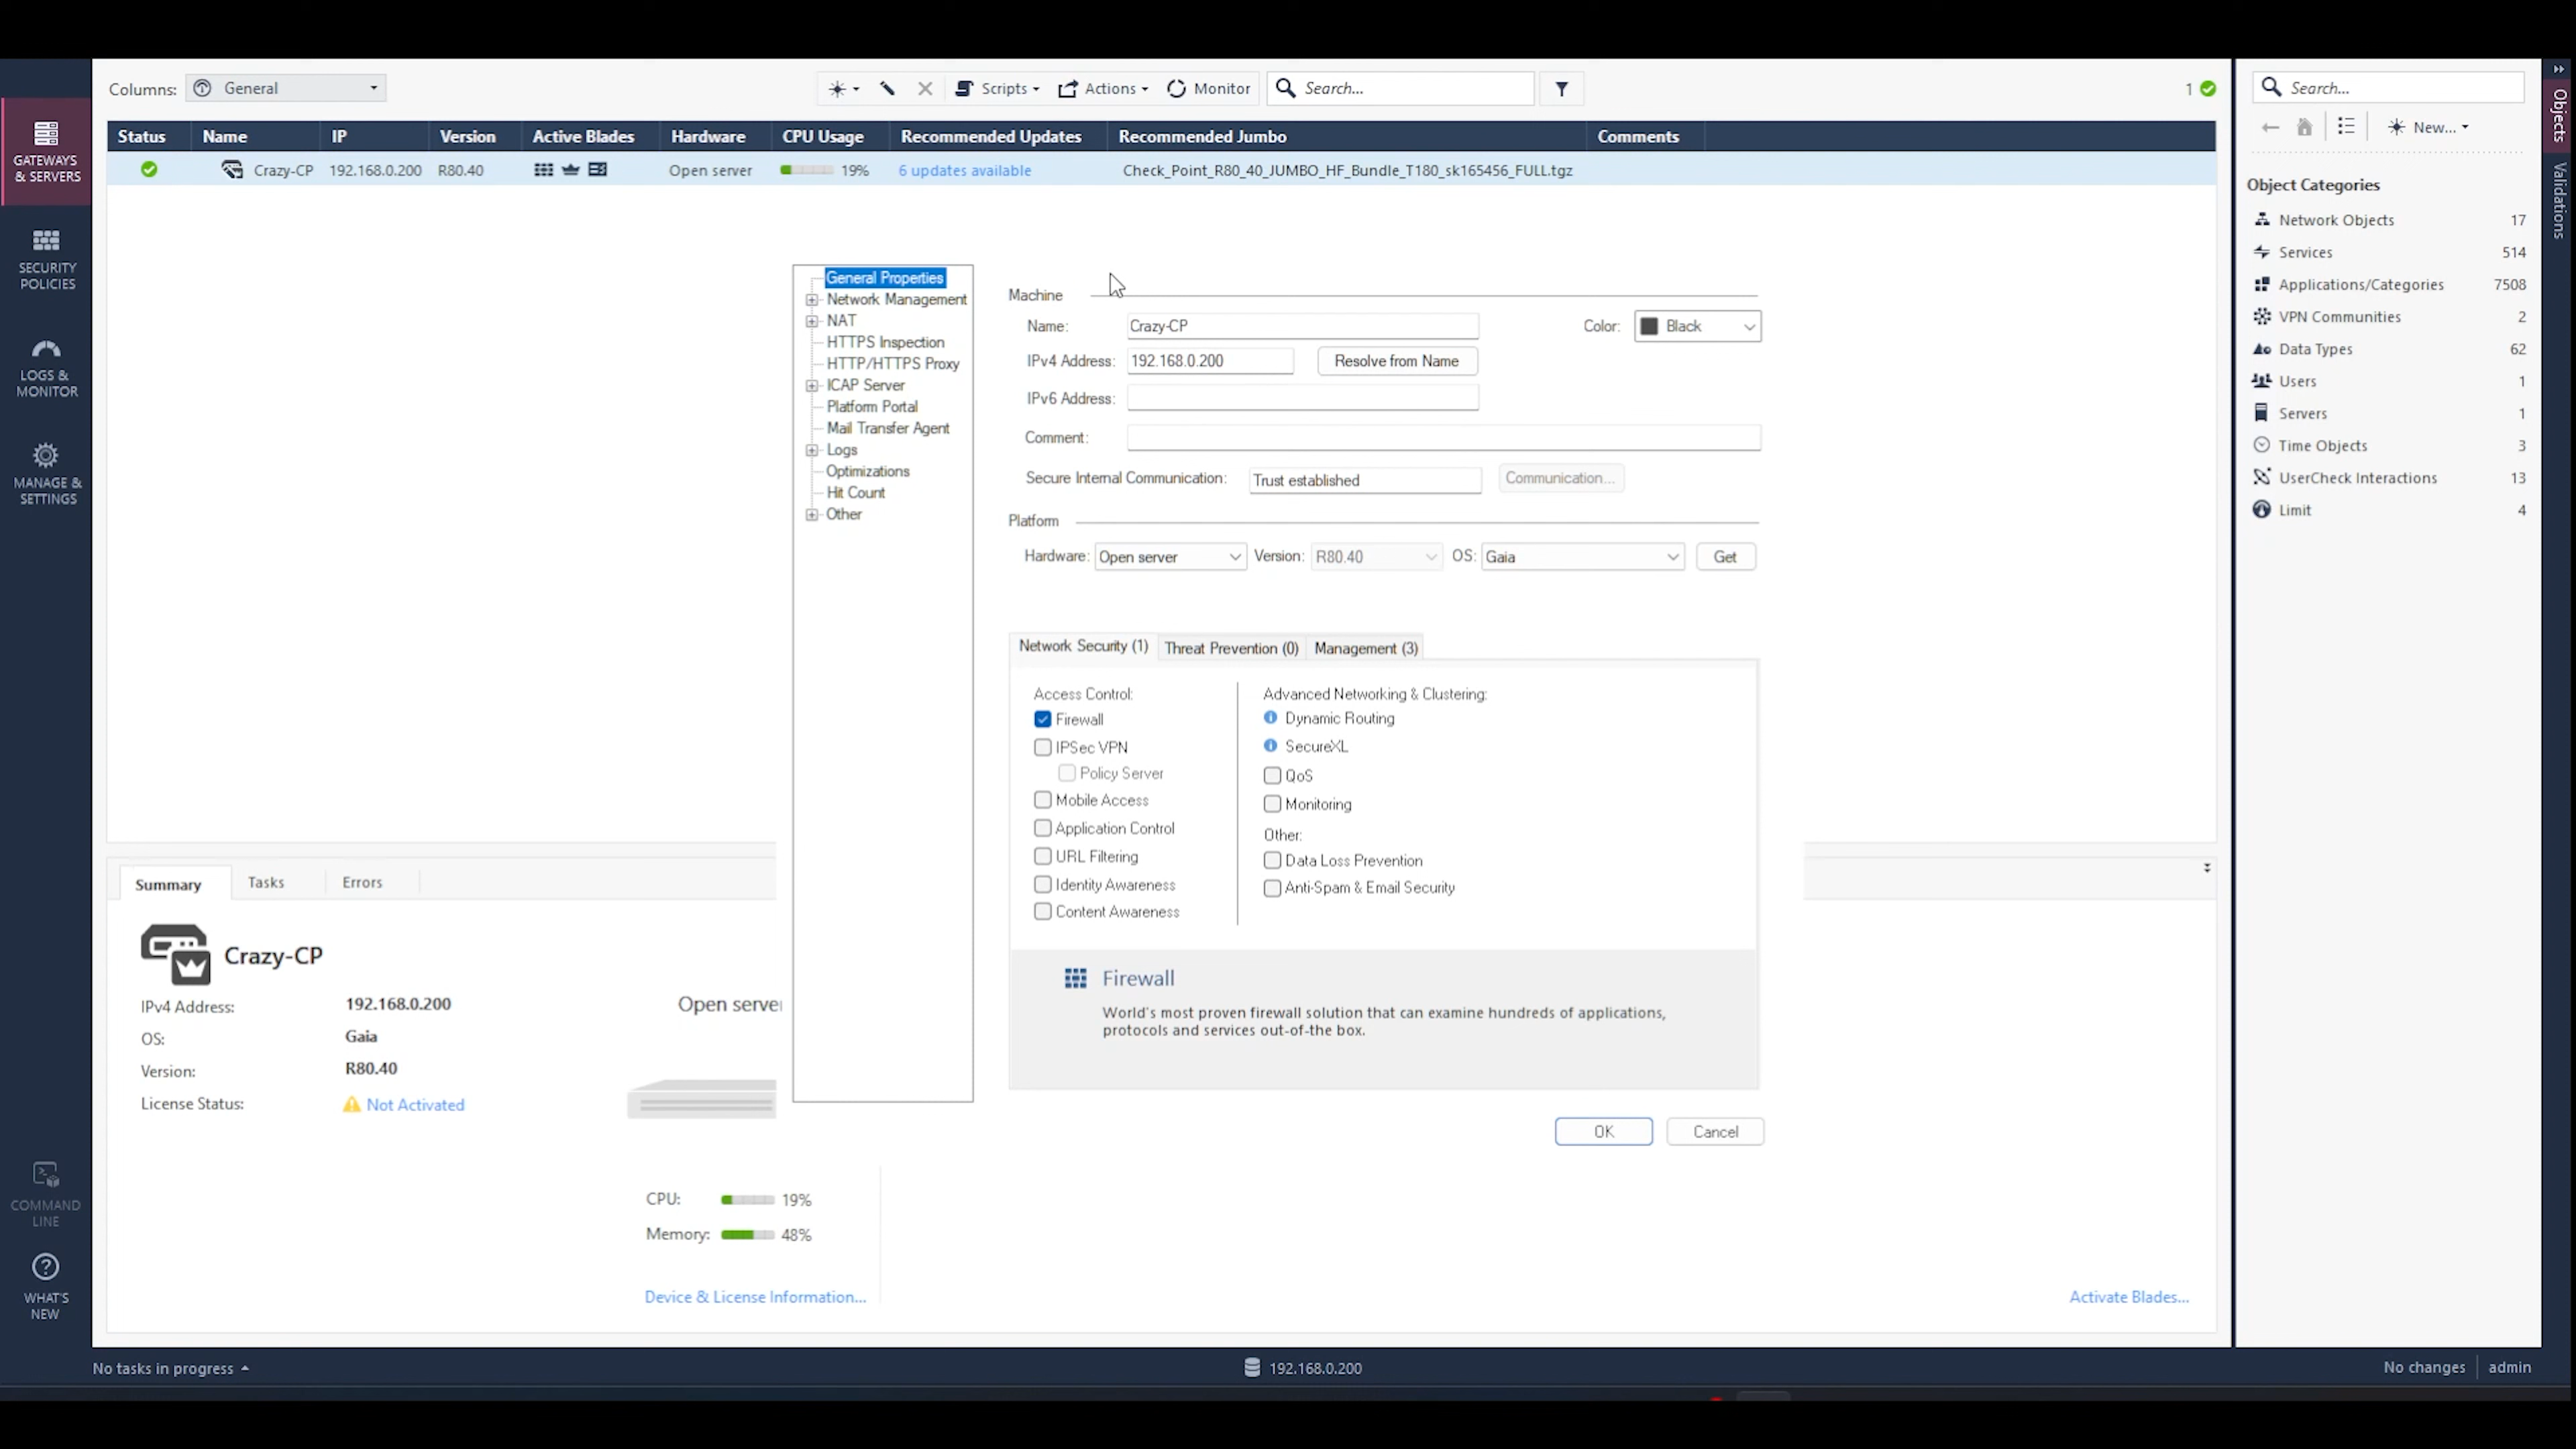 Columns: General
Scripts Actions Monitor Search...
1
Status Name IP Version Active Blades Hardware CPU Usage Recommended Updates Recommended Jumbo Comments
Crazy-CP 192.168.0.200 R80.40 Open server 19% 6 updates available Check_Point_R80_40_JUMBO_HF_Bundle_T180_sk165456_FULL.tgz
GATEWAYS
& SERVERS
SECURITY
POLICIES
LOGS &
MONITOR
MANAGE &
SETTINGS
COMMAND
LINE
WHAT'S
NEW
General Properties
Network Management
NAT
HTTPS Inspection
HTTP/HTTPS Proxy
ICAP Server
Platform Portal
Mail Transfer Agent
Logs
Optimizations
Hit Count
Other
Machine
Name: Crazy-CP Color: Black
IPv4 Address: 192.168.0.200 Resolve from Name
IPv6 Address:
Comment:
Secure Internal Communication: Trust established Communication...
Platform
Hardware: Open server Version: R80.40 OS: Gaia Get
Network Security (1) Threat Prevention (0) Management (3)
Access Control:
Firewall
IPSec VPN
Policy Server
Mobile Access
Application Control
URL Filtering
Identity Awareness
Content Awareness
Advanced Networking & Clustering:
Dynamic Routing
SecureXL
QoS
Monitoring
Other:
Data Loss Prevention
Anti-Spam & Email Security
Firewall
World's most proven firewall solution that can examine hundreds of applications,
protocols and services out-of-the box.
OK Cancel
Summary Tasks Errors
Crazy-CP
IPv4 Address: 192.168.0.200
OS: Gaia
Version: R80.40
License Status: Not Activated
Open server
CPU: 19%
Memory: 48%
Device & License Information...
Activate Blades...
Search...
New...
Object Categories
Network Objects 17
Services 514
Applications/Categories 7508
VPN Communities 2
Data Types 62
Users 1
Servers 1
Time Objects 3
UserCheck Interactions 13
Limit 4
Objects
Validations
No tasks in progress 192.168.0.200 No changes admin